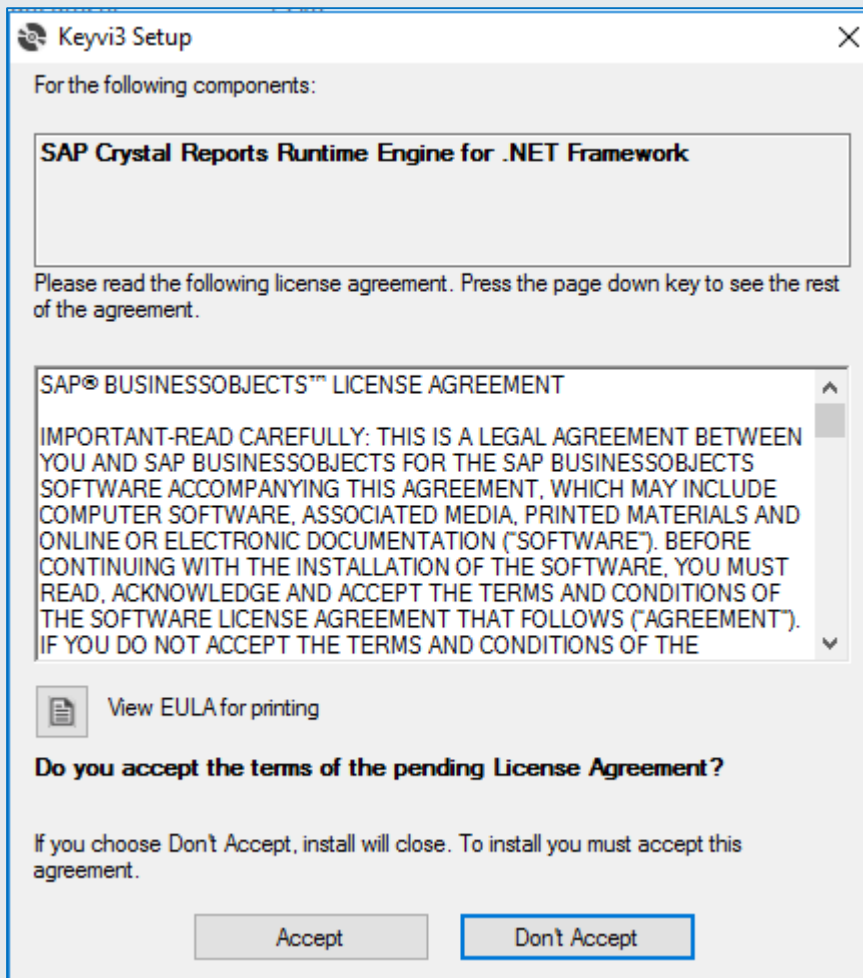 Keyvi3 Setup
For the following components:
SAP Crystal Reports Runtime Engine for .NET Framework
Please read the following license agreement. Press the page down key to see the rest
of the agreement.
SAP® BUSINESSOBJECTS™ LICENSE AGREEMENT
IMPORTANT-READ CAREFULLY: THIS IS A LEGAL AGREEMENT BETWEEN
YOU AND SAP BUSINESSOBJECTS FOR THE SAP BUSINESSOBJECTS
SOFTWARE ACCOMPANYING THIS AGREEMENT, WHICH MAY INCLUDE
COMPUTER SOFTWARE, ASSOCIATED MEDIA, PRINTED MATERIALS AND
ONLINE OR ELECTRONIC DOCUMENTATION ("SOFTWARE"). BEFORE
CONTINUING WITH THE INSTALLATION OF THE SOFTWARE, YOU MUST
READ, ACKNOWLEDGE AND ACCEPT THE TERMS AND CONDITIONS OF
THE SOFTWARE LICENSE AGREEMENT THAT FOLLOWS ("AGREEMENT").
IF YOU DO NOT ACCEPT THE TERMS AND CONDITIONS OF THE
View EULA for printing
Do you accept the terms of the pending License Agreement?
If you choose Don't Accept, install will close. To install you must accept this
agreement.
Accept
Don't Accept